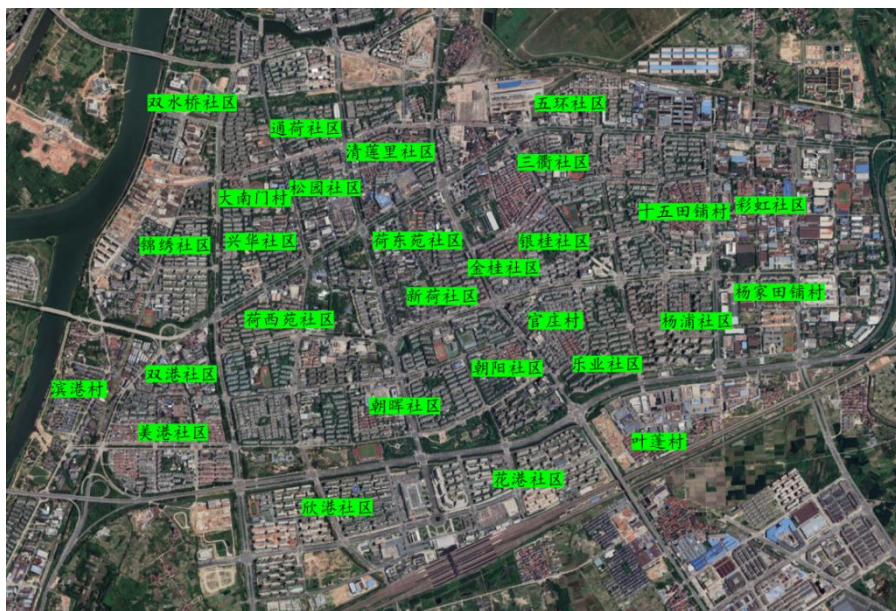 双水桥社区
五环社区
通荷社区
清莲里社区
三衢社区
大南门村
松园社区
十五田铺村
彩虹社区
锦绣社区
兴华社区
荷东苑社区
银桂社区
金桂社区
新荷社区
杨家田铺村
荷西苑社区
官庄村
杨浦社区
双港社区
滨港村
朝阳社区
乐业社区
朝晖社区
美港社区
叶蓬村
欣港社区
花港社区